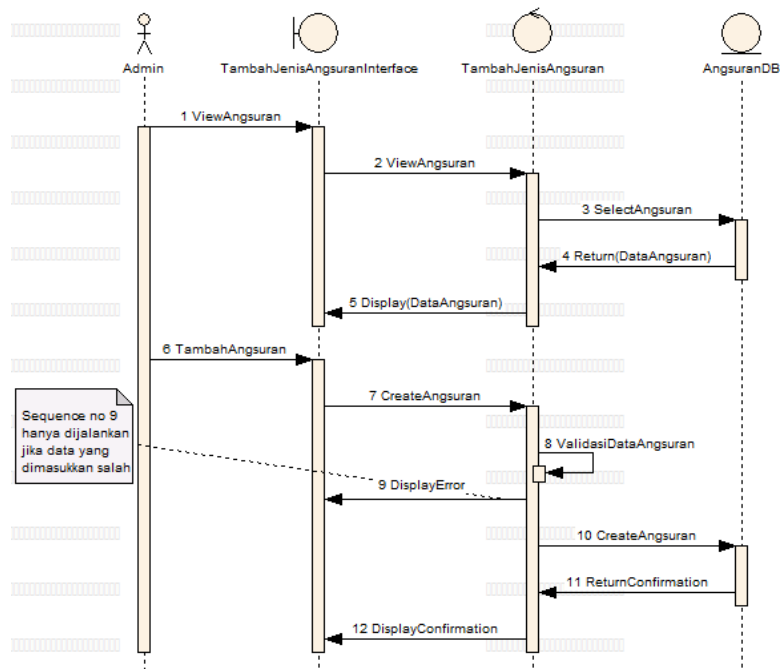 Admin
TambahJenisAngsuranInterface
TambahJenisAngsuran
AngsuranDB
1 ViewAngsuran
2 ViewAngsuran
3 SelectAngsuran
4 Return(DataAngsuran)
5 Display(DataAngsuran)
6 TambahAngsuran
7 CreateAngsuran
Sequence no 9
hanya dijalankan
jika data yang
dimasukkan salah
8 ValidasiDataAngsuran
9 DisplayError
10 CreateAngsuran
11 ReturnConfirmation
12 DisplayConfirmation